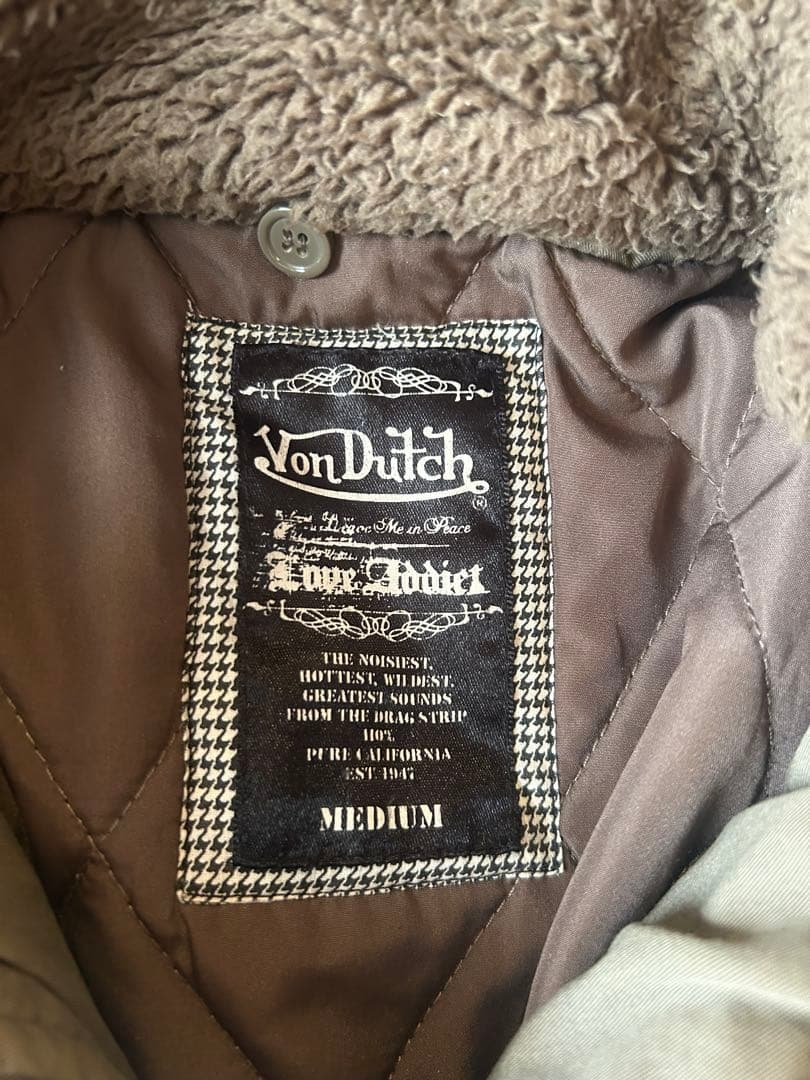 Von Dutch
®
Leave Me in Peace
Love Addict
THE NOISIEST,
HOTTEST, WILDEST,
GREATEST SOUNDS
FROM THE DRAG STRIP
110%
PURE CALIFORNIA
EST. 1947
MEDIUM